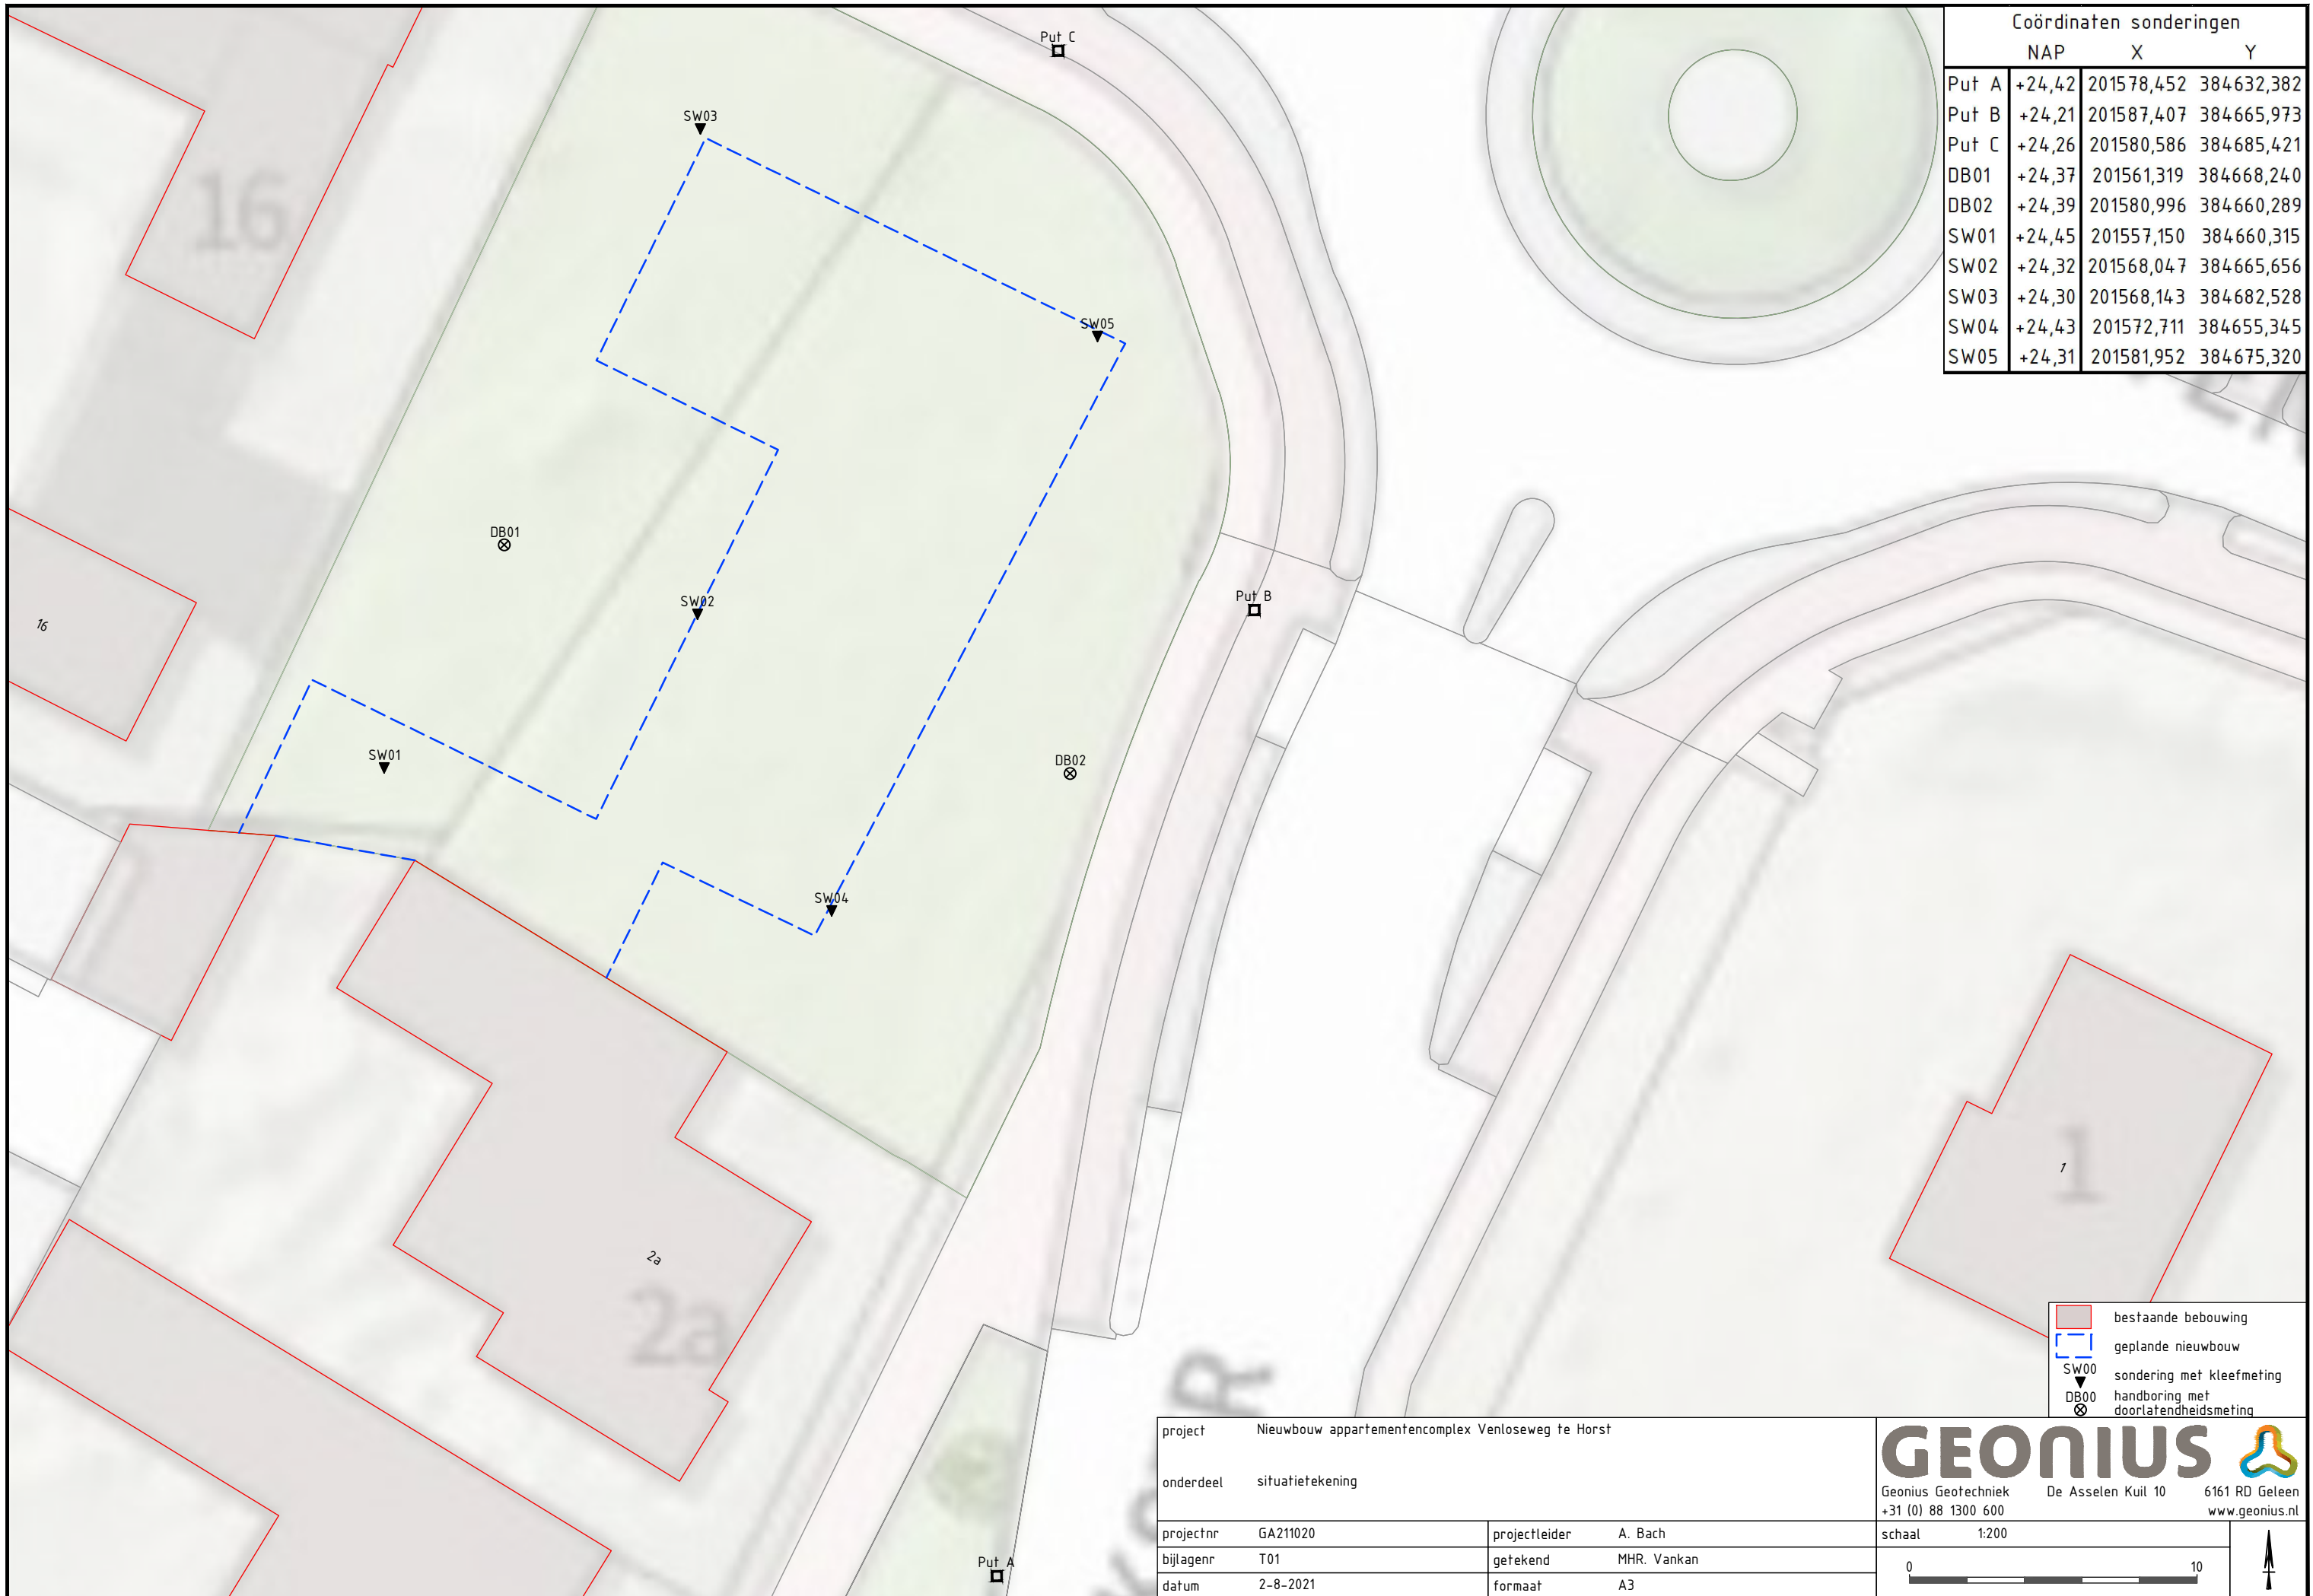 Coördinaten sonderingen
NAP X Y
Put A +24,42 201578,452 384632,382
Put B +24,21 201587,407 384665,973
Put C +24,26 201580,586 384685,421
DB01 +24,37 201561,319 384668,240
DB02 +24,39 201580,996 384660,289
SW01 +24,45 201557,150 384660,315
SW02 +24,32 201568,047 384665,656
SW03 +24,30 201568,143 384682,528
SW04 +24,43 201572,711 384655,345
SW05 +24,31 201581,952 384675,320
Put C
SW03
16
SW05
DB01
SW02
Put B
16
SW01
DB02
SW04
1
1
2a
2a
Put A
bestaande bebouwing
geplande nieuwbouw
SW00 sondering met kleefmeting
DB00 handboring met
doorlatendheidsmeting
project Nieuwbouw appartementencomplex Venloseweg te Horst
onderdeel situatietekening
projectnr GA211020 projectleider A. Bach
bijlagenr T01 getekend MHR. Vankan
datum 2-8-2021 formaat A3
GEONIUS
Geonius Geotechniek De Asselen Kuil 10 6161 RD Geleen
+31 (0) 88 1300 600 www.geonius.nl
schaal 1:200
0 10